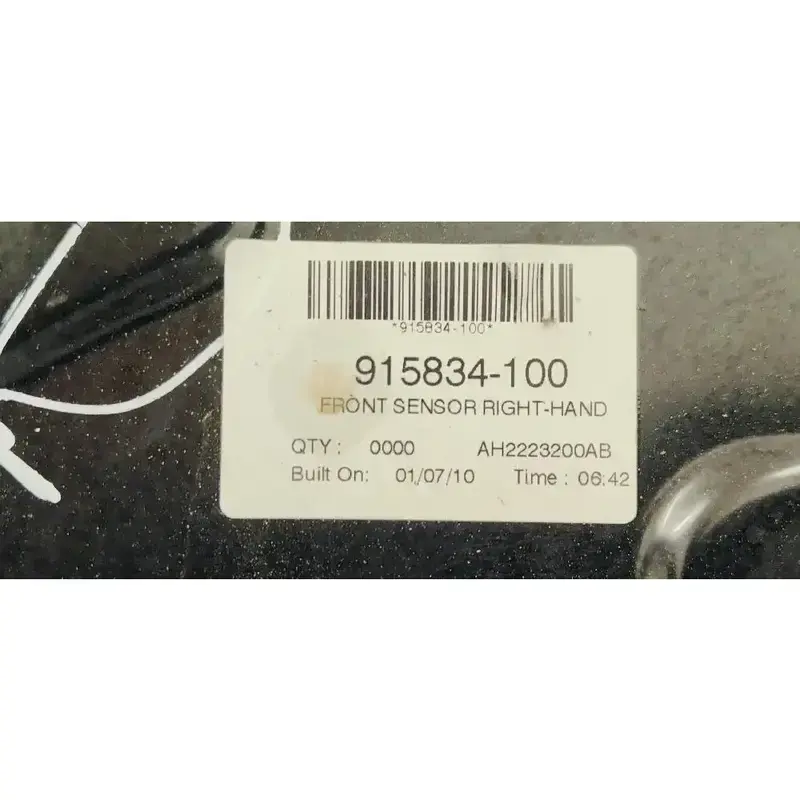 *915834-100*
915834-100
FRONT SENSOR RIGHT-HAND
QTY : 0000 AH2223200AB
Built On: 01/07/10 Time : 06:42